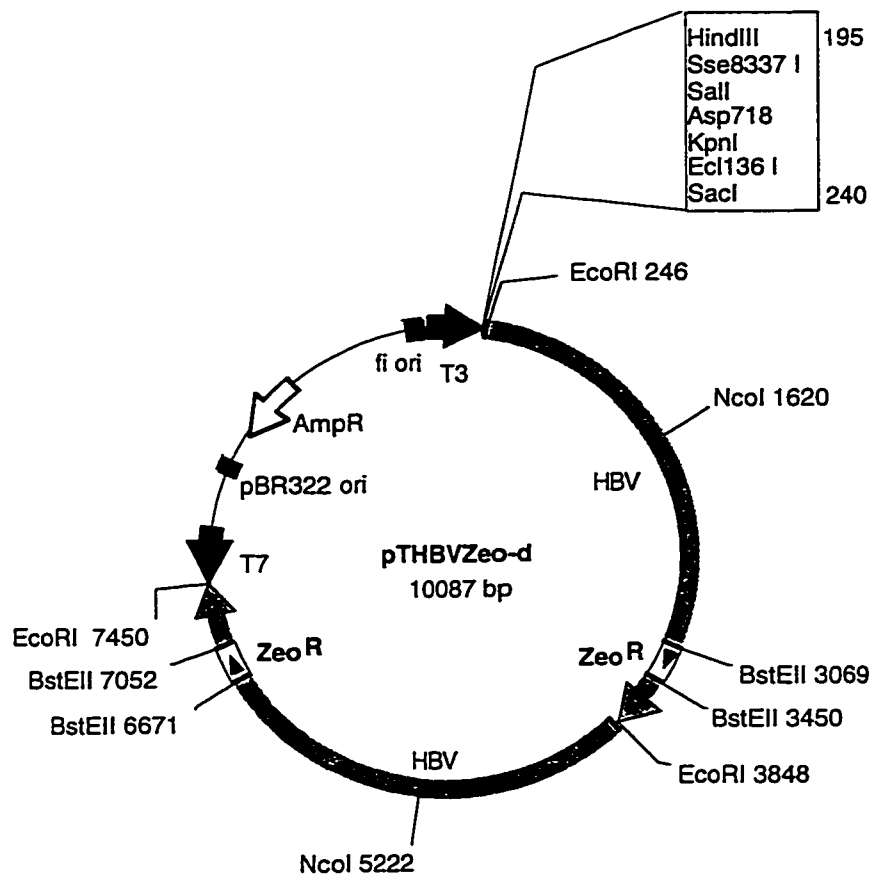 HindIII 195
Sse8337 I
SalI
Asp718
KpnI
Ecl136 I
SacI 240
EcoRI 246
fi ori
T3
NcoI 1620
AmpR
HBV
pBR322 ori
pTHBVZeo-d
10087 bp
T7
EcoRI 7450
Zeo R
Zeo R
BstEII 7052
BstEII 3069
BstEII 6671
BstEII 3450
HBV
EcoRI 3848
NcoI 5222